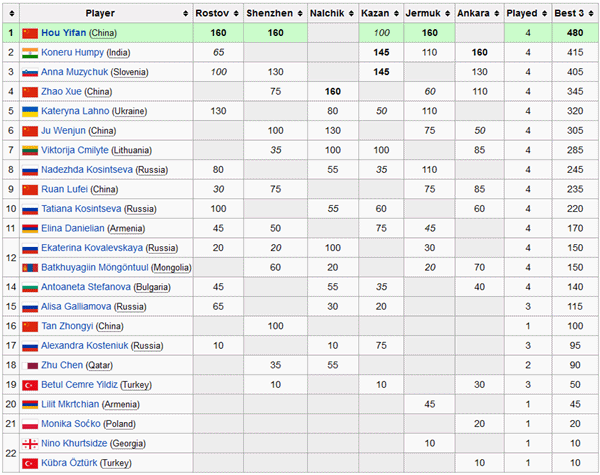 # Player Rostov Shenzhen Nalchik Kazan Jermuk Ankara Played Best 3
1 Hou Yifan (China) 160 160 100 160 4 480
2 Koneru Humpy (India) 65 145 110 160 4 415
3 Anna Muzychuk (Slovenia) 100 130 145 130 4 405
4 Zhao Xue (China) 75 160 60 110 4 345
5 Kateryna Lahno (Ukraine) 130 80 50 110 4 320
6 Ju Wenjun (China) 100 130 75 50 4 305
7 Viktorija Cmilyte (Lithuania) 35 100 100 85 4 285
8 Nadezhda Kosintseva (Russia) 80 55 35 110 4 245
9 Ruan Lufei (China) 30 75 75 85 4 235
10 Tatiana Kosintseva (Russia) 100 55 60 60 4 220
11 Elina Danielian (Armenia) 45 50 75 45 4 170
12 Ekaterina Kovalevskaya (Russia) 20 20 100 30 4 150
Batkhuyagiin Möngöntuul (Mongolia) 60 20 20 70 4 150
14 Antoaneta Stefanova (Bulgaria) 45 55 35 40 4 140
15 Alisa Galliamova (Russia) 65 30 20 3 115
16 Tan Zhongyi (China) 100 1 100
17 Alexandra Kosteniuk (Russia) 10 10 75 3 95
18 Zhu Chen (Qatar) 35 55 2 90
19 Betul Cemre Yildiz (Turkey) 10 10 30 3 50
20 Lilit Mkrtchian (Armenia) 45 1 45
21 Monika Soćko (Poland) 20 1 20
22 Nino Khurtsidze (Georgia) 10 1 10
Kübra Öztürk (Turkey) 10 1 10